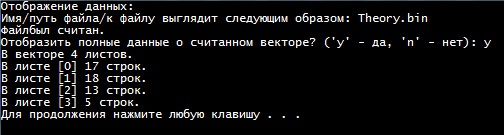 Отображение данных:
Имя/путь файла/к файлу выглядит следующим образом: Theory.bin
Файлбыл считан.
Отобразить полные данные о считанном векторе? ('y' - да, 'n' - нет): y
В векторе 4 листов.
В листе [0] 17 строк.
В листе [1] 18 строк.
В листе [2] 13 строк.
В листе [3] 5 строк.
Для продолжения нажмите любую клавишу . . .